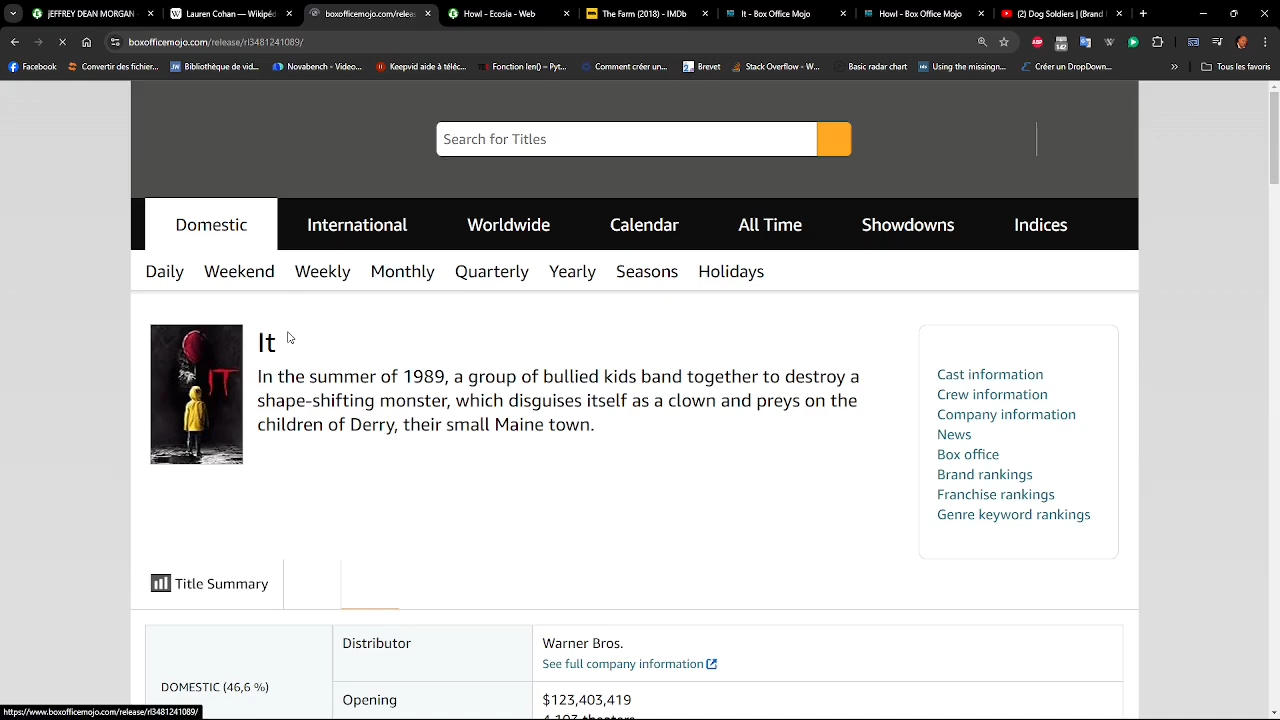 jEFFREY DEAN MORGAN
Lauren Cohan — Wikipéd
boxofficemojo.com/relea
Howl - Ecosia - Web
The Farm (2018) - IMDb
It - Box Office Mojo
Howl - Box Office Mojo
(2) Dog Soldiers | (Brand
boxofficemojo.com/release/rl3481241089/
Facebook
Convertir des fichier...
Bibliothèque de vid...
Novabench - Video...
Keepvid aide à téléc...
Fonction len() – Pyt...
Comment créer un...
Brevet
Stack Overflow - W...
Basic radar chart
Using the missingn...
Créer un DropDown...
Tous les favoris
Search for Titles
Domestic
International
Worldwide
Calendar
All Time
Showdowns
Indices
Daily
Weekend
Weekly
Monthly
Quarterly
Yearly
Seasons
Holidays
IT
It
In the summer of 1989, a group of bullied kids band together to destroy a
shape-shifting monster, which disguises itself as a clown and preys on the
children of Derry, their small Maine town.
Cast information
Crew information
Company information
News
Box office
Brand rankings
Franchise rankings
Genre keyword rankings
Title Summary
DOMESTIC (46,6 %)
Distributor
Warner Bros.
See full company information
Opening
$123,403,419
4,103 theaters
https://www.boxofficemojo.com/release/rl3481241089/